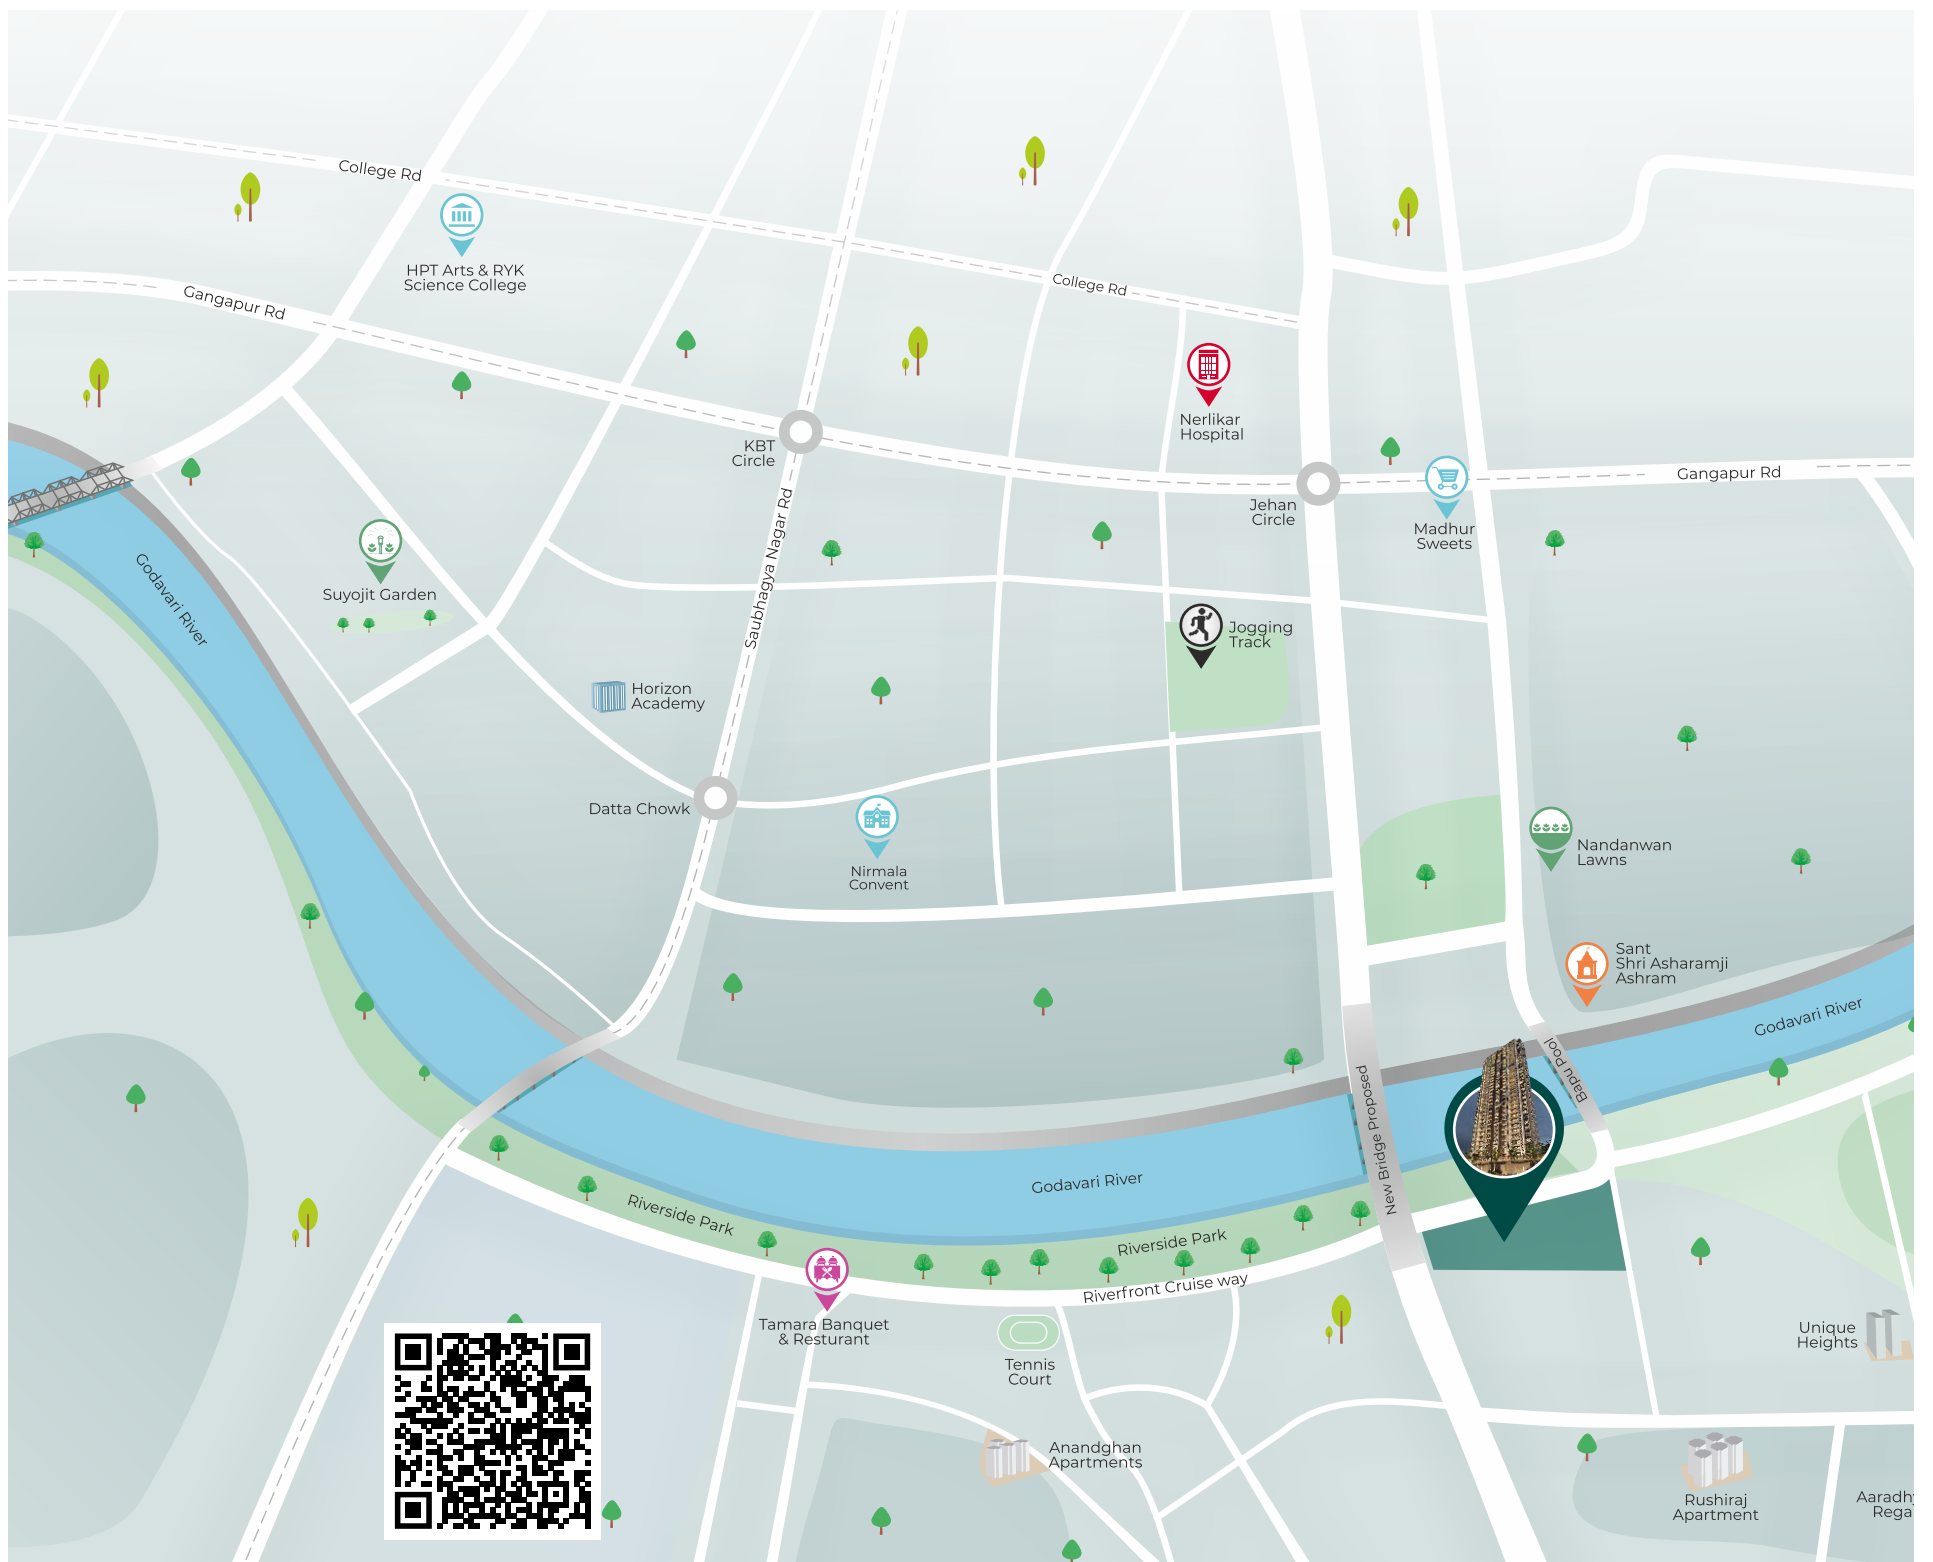 College Rd
HPT Arts & RYK
Science College
College Rd
Gangapur Rd
Nerlikar
Hospital
KBT
Circle
Gangapur Rd
Jehan
Circle
Madhur
Sweets
Saubhagya Nagar Rd
Godavari River
Suyojit Garden
Jogging
Track
Horizon
Academy
Datta Chowk
Nirmala
Convent
Nandanwan
Lawns
Sant
Shri Asharamji
Ashram
Godavari River
Bapu Pool
New Bridge Proposed
Godavari River
Riverside Park
Riverside Park
Riverfront Cruise way
Tamara Banquet
& Resturant
Tennis
Court
Unique
Heights
Anandghan
Apartments
Rushiraj
Apartment
Aaradhy
Rega